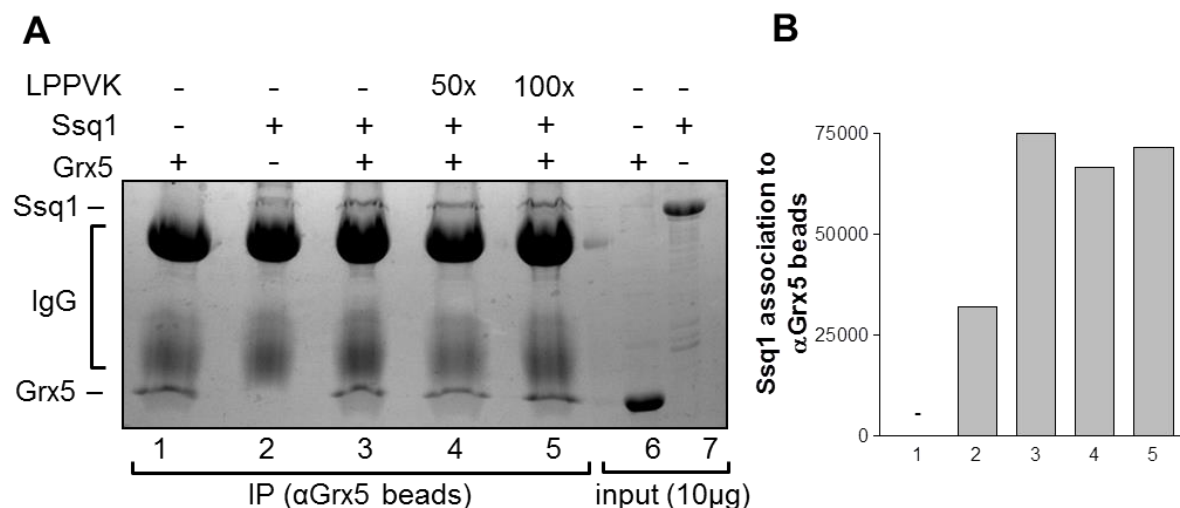 A
LPPVK - - - 50x 100x - -
Ssq1 - + + + + - +
Grx5 + - + + + + -
Ssq1 –
IgG
Grx5 –
1 2 3 4 5 6 7
IP (αGrx5 beads) input (10µg)
B
Ssq1 association to
αGrx5 beads
75000
50000
25000
0
1 2 3 4 5